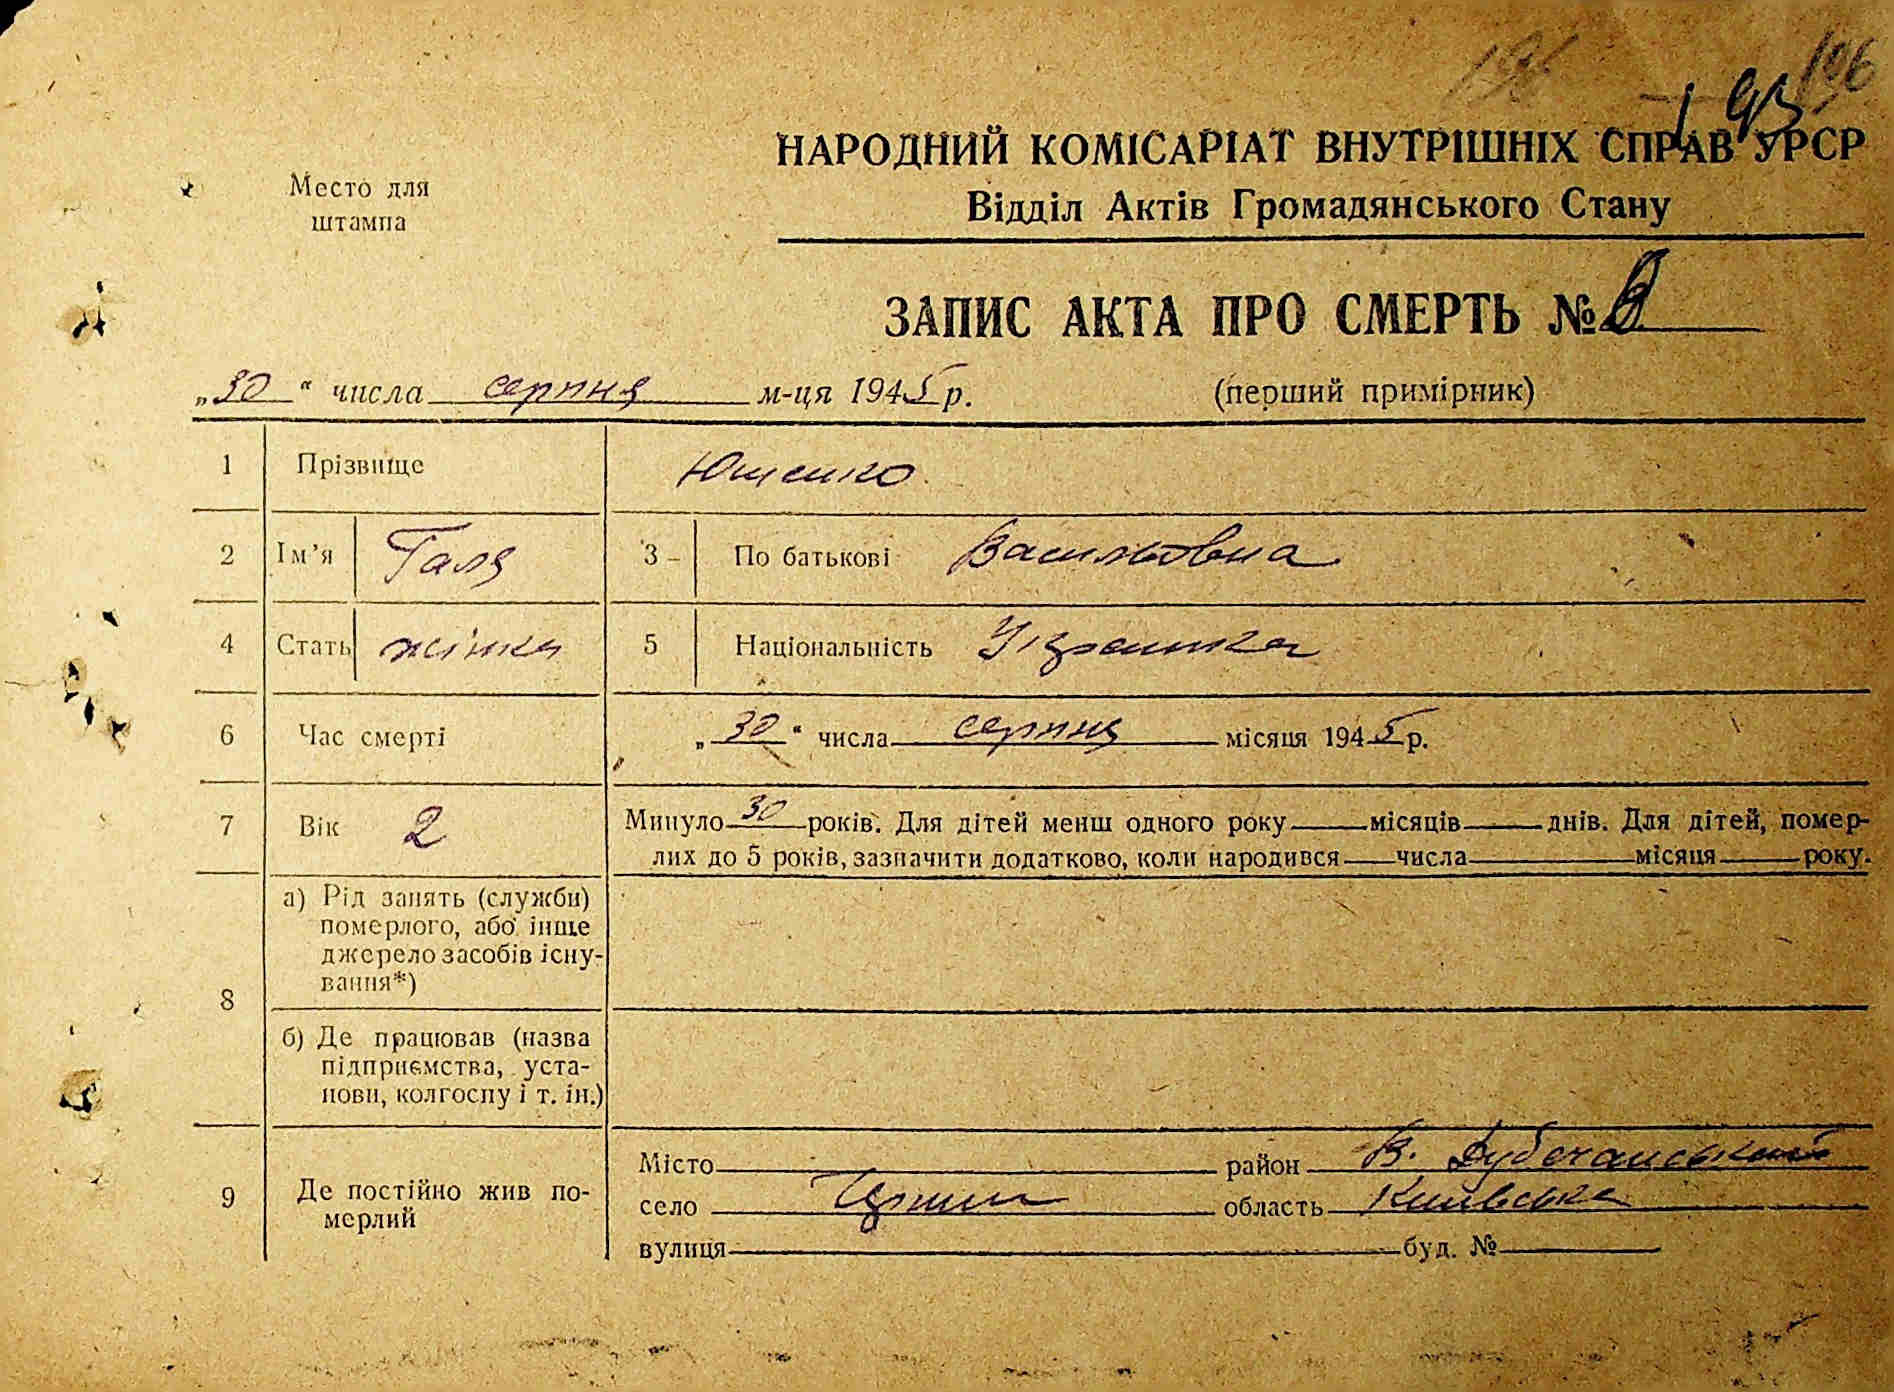 196 106
193
НАРОДНИЙ КОМІСАРІАТ ВНУТРІШНІХ СПРАВ УРСР
Место для штампа
Відділ Актів Громадянського Стану
ЗАПИС АКТА ПРО СМЕРТЬ №
„30“ числа серпня м-ця 1945 р. (перший примірник)
1 Прізвище Ющенко
2 Ім’я Галя 3 По батькові Васильовна
4 Стать жінка 5 Національність Українка
6 Час смерті „30“ числа серпня місяця 1945 р.
7 Вік 2 Минуло 30 років. Для дітей менш одного року місяців днів. Для дітей, помер-
лих до 5 років, зазначити додатково, коли народився числа місяця року.
8 а) Рід занять (служби)
померлого, або інше
джерело засобів існу-
вання*)
б) Де працював (назва
підприємства, уста-
нови, колгоспу і т. ін.)
9 Де постійно жив по-
мерлий
Місто район В. Дубечанський
село область Київська
вулиця буд. №